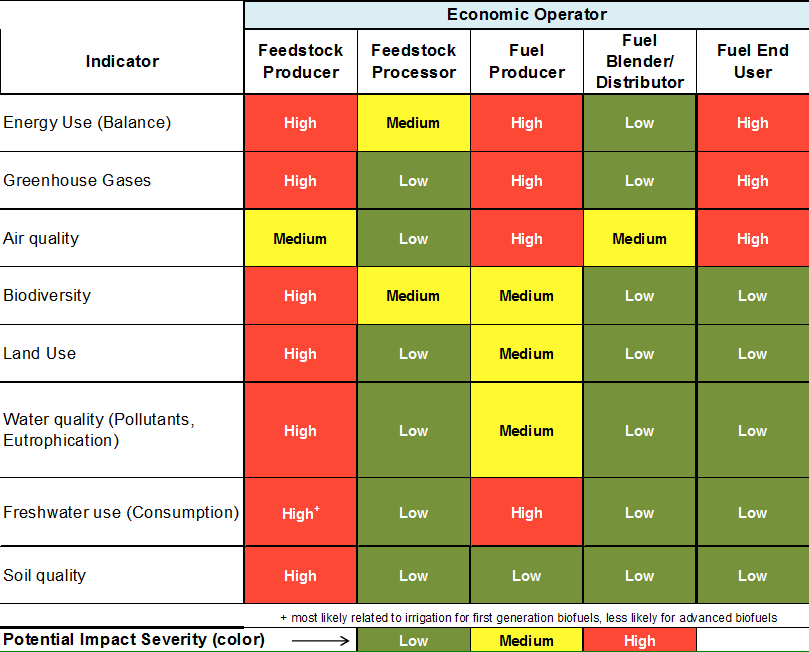 Economic Operator
Indicator
Feedstock
Producer
Feedstock
Processor
Fuel
Producer
Fuel
Blender/
Distributor
Fuel End
User
Energy Use (Balance) High Medium High Low High
Greenhouse Gases High Low High Low High
Air quality Medium Low High Medium High
Biodiversity High Medium Medium Low Low
Land Use High Low Medium Low Low
Water quality (Pollutants,
Eutrophication)
High Low Medium Low Low
Freshwater use (Consumption) High+ Low High Low Low
Soil quality High Low Low Low Low
+ most likely related to irrigation for first generation biofuels, less likely for advanced biofuels
Potential Impact Severity (color) Low Medium High